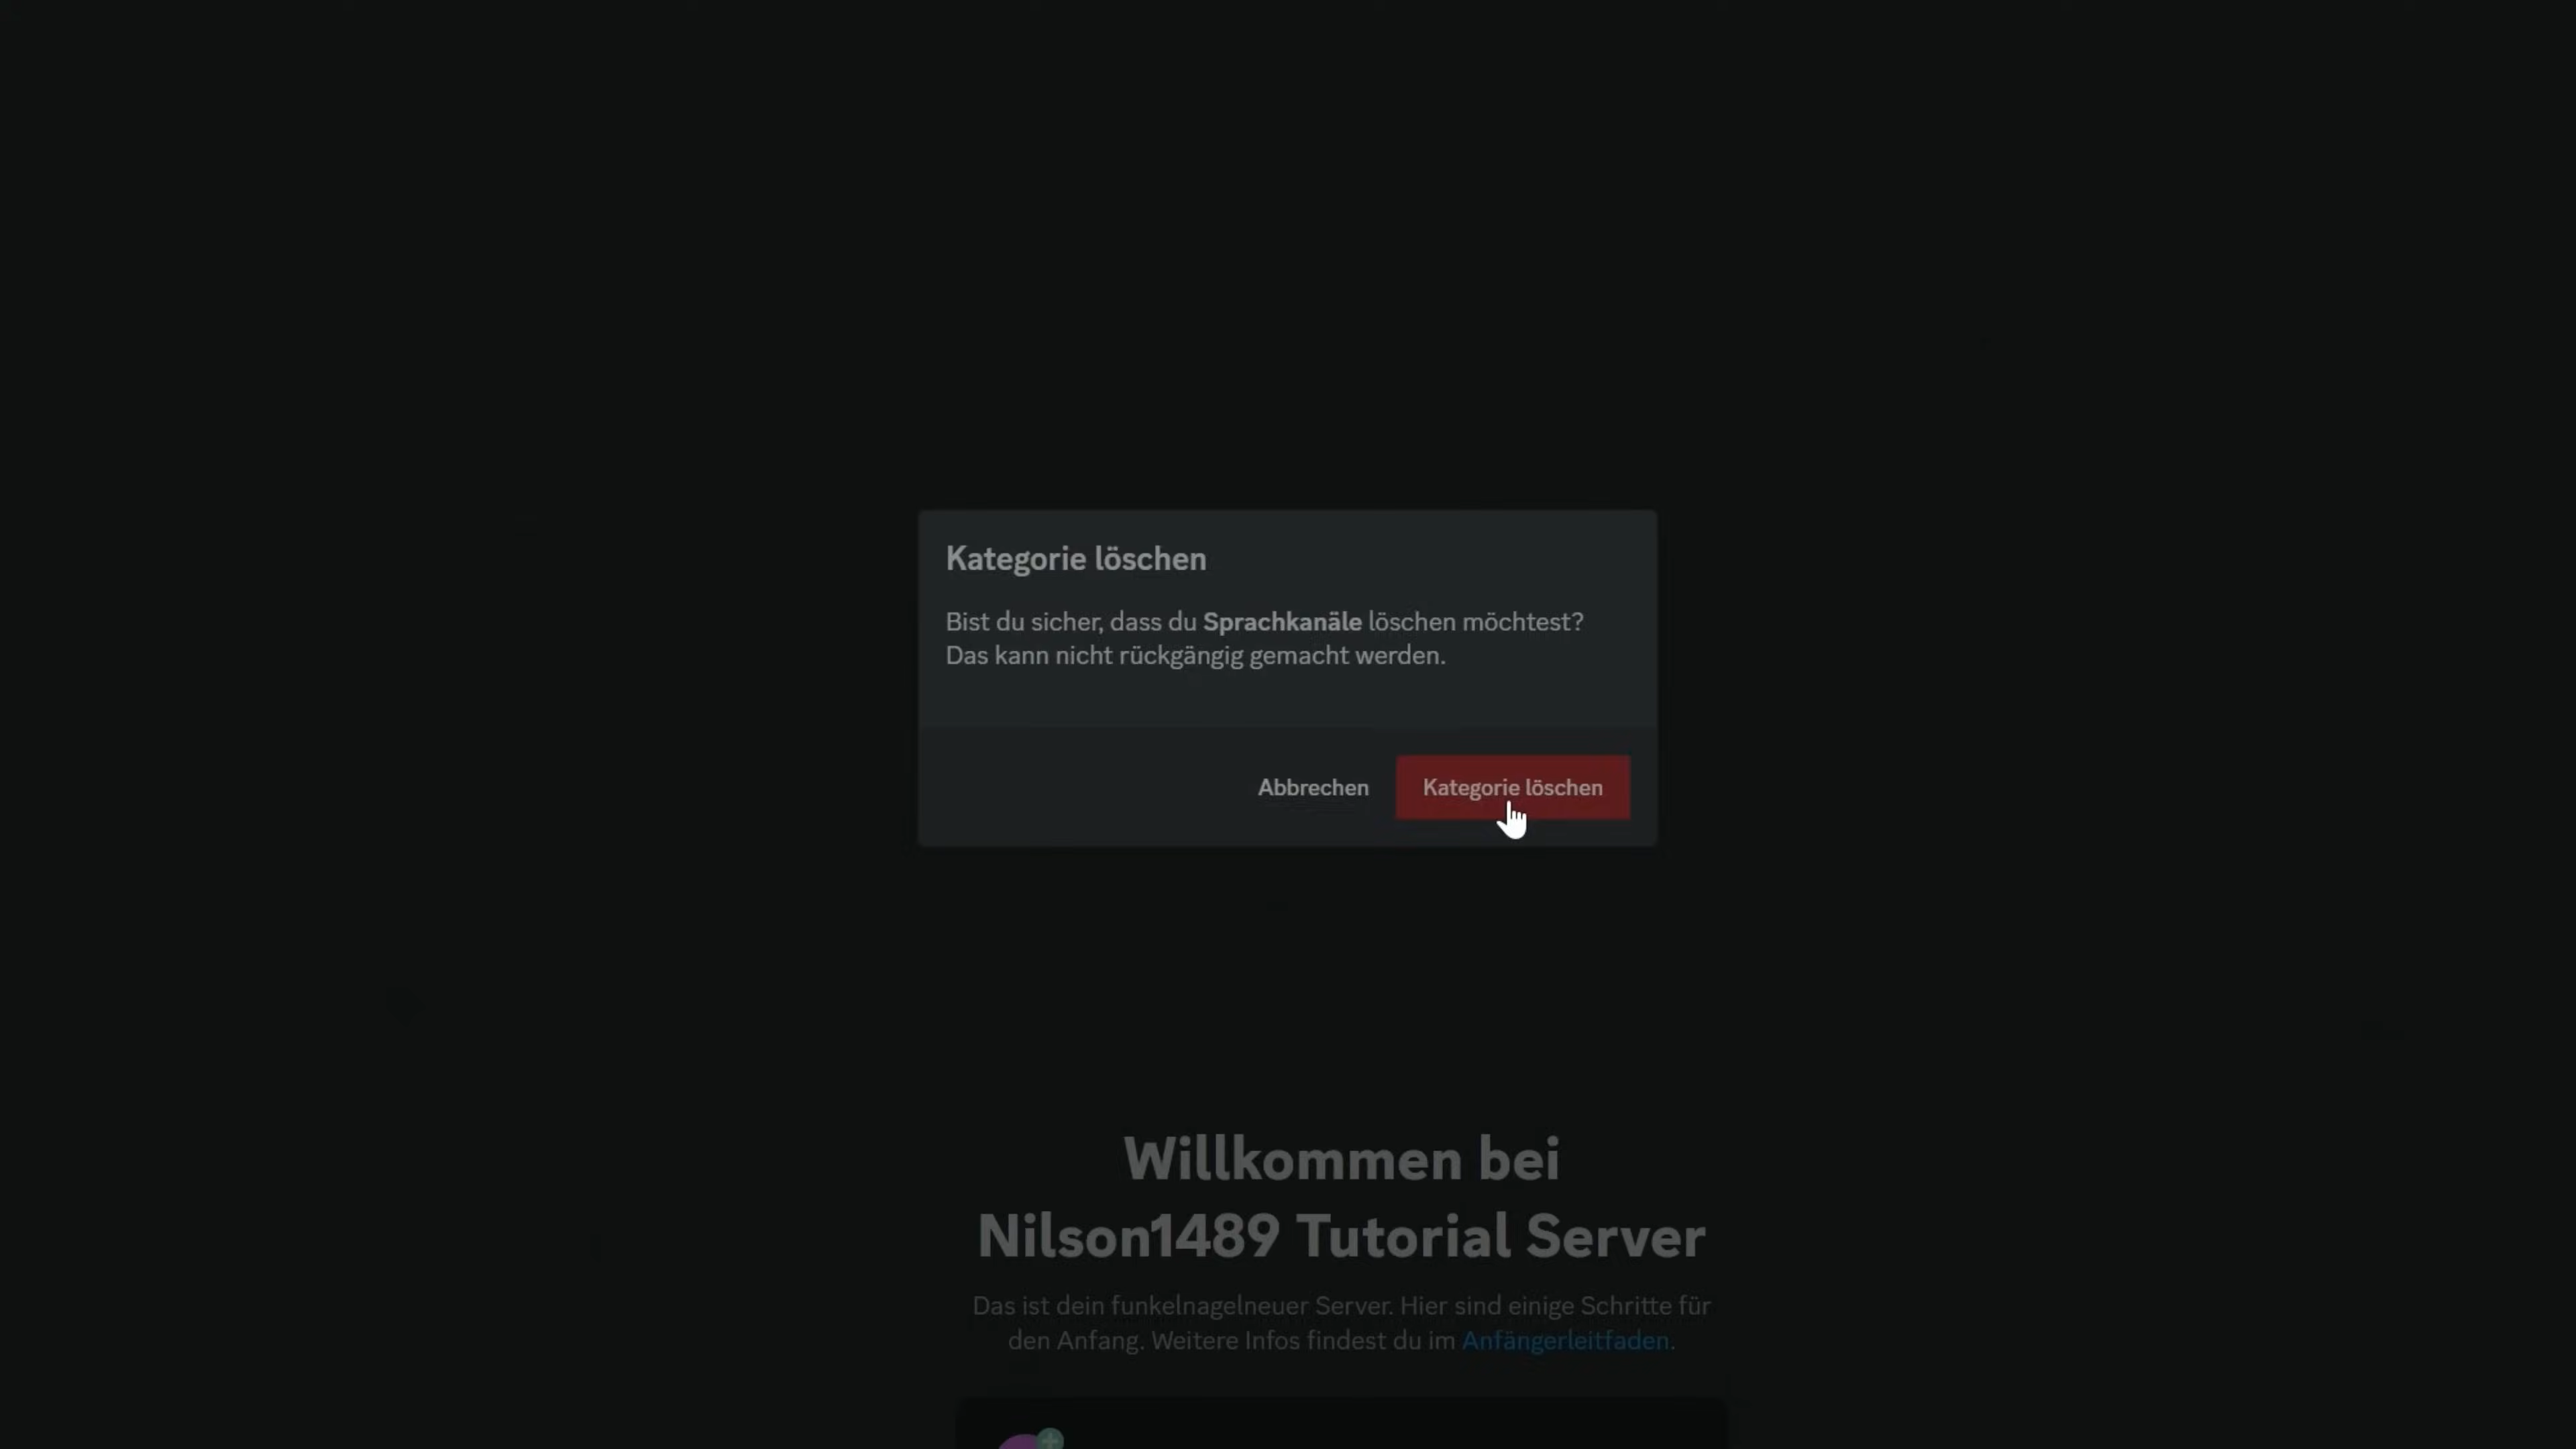 Kategorie löschen
Bist du sicher, dass du Sprachkanäle löschen möchtest?
Das kann nicht rückgängig gemacht werden.
Abbrechen
Kategorie löschen
Willkommen bei
Nilson1489 Tutorial Server
Das ist dein funkelnagelneuer Server. Hier sind einige Schritte für
den Anfang. Weitere Infos findest du im Anfängerleitfaden.